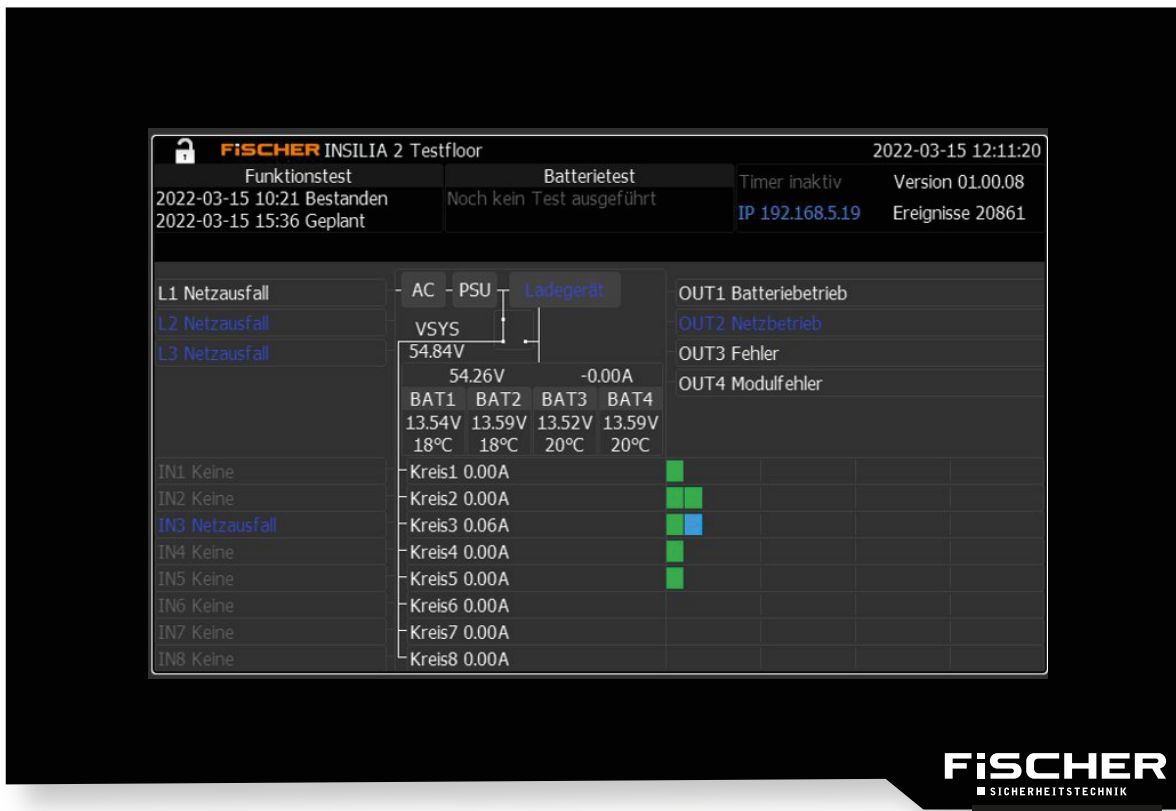 FiSCHER INSILIA 2 Testfloor 2022-03-15 12:11:20
Funktionstest Batterietest Timer inaktiv Version 01.00.08
2022-03-15 10:21 Bestanden Noch kein Test ausgeführt
2022-03-15 15:36 Geplant IP 192.168.5.19 Ereignisse 20861
L1 Netzausfall AC PSU Ladegerät OUT1 Batteriebetrieb
L2 Netzausfall VSYS OUT2 Netzbetrieb
L3 Netzausfall 54.84V OUT3 Fehler
54.26V -0.00A OUT4 Modulfehler
BAT1 BAT2 BAT3 BAT4
13.54V 13.59V 13.52V 13.59V
18°C 18°C 20°C 20°C
IN1 Keine Kreis1 0.00A
IN2 Keine Kreis2 0.00A
IN3 Netzausfall Kreis3 0.06A
IN4 Keine Kreis4 0.00A
IN5 Keine Kreis5 0.00A
IN6 Keine Kreis6 0.00A
IN7 Keine Kreis7 0.00A
IN8 Keine Kreis8 0.00A
FiSCHER
SICHERHEITSTECHNIK